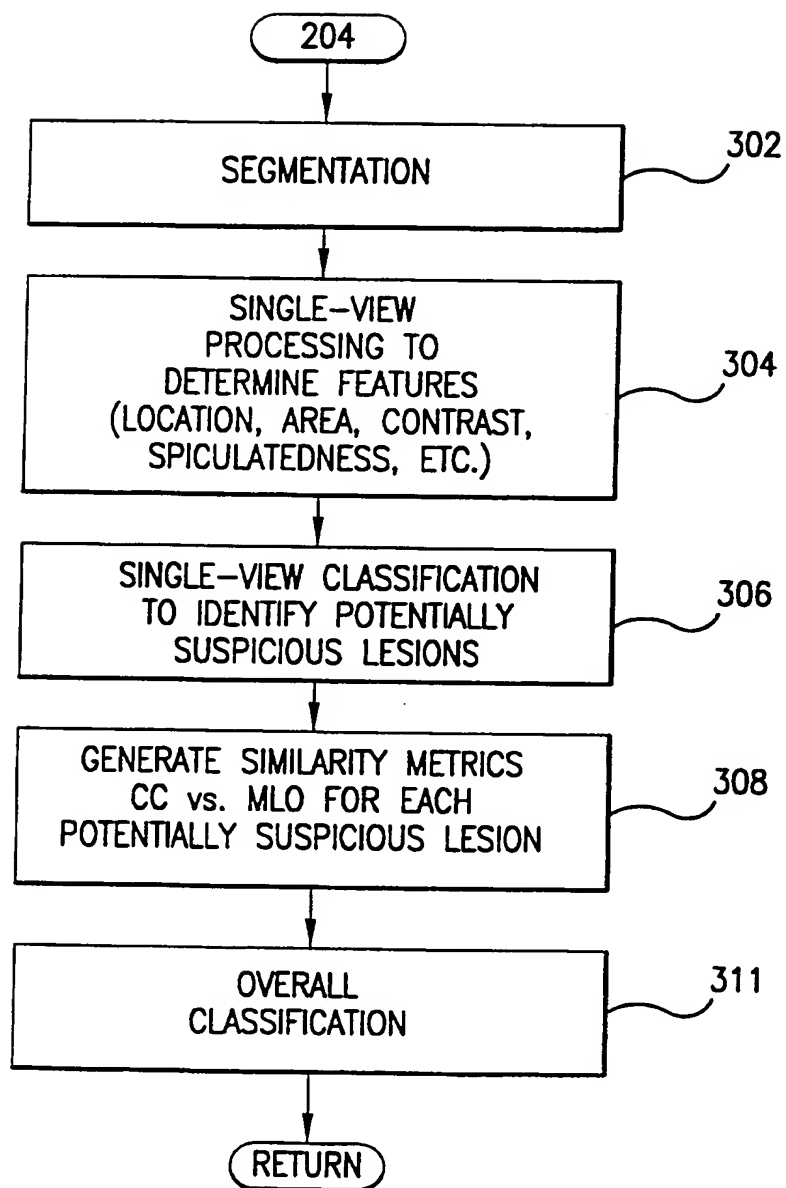 204
SEGMENTATION
302
SINGLE-VIEW
PROCESSING TO
DETERMINE FEATURES
(LOCATION, AREA, CONTRAST,
SPICULATEDNESS, ETC.)
304
SINGLE-VIEW CLASSIFICATION
TO IDENTIFY POTENTIALLY
SUSPICIOUS LESIONS
306
GENERATE SIMILARITY METRICS
CC vs. MLO FOR EACH
POTENTIALLY SUSPICIOUS LESION
308
OVERALL
CLASSIFICATION
311
RETURN